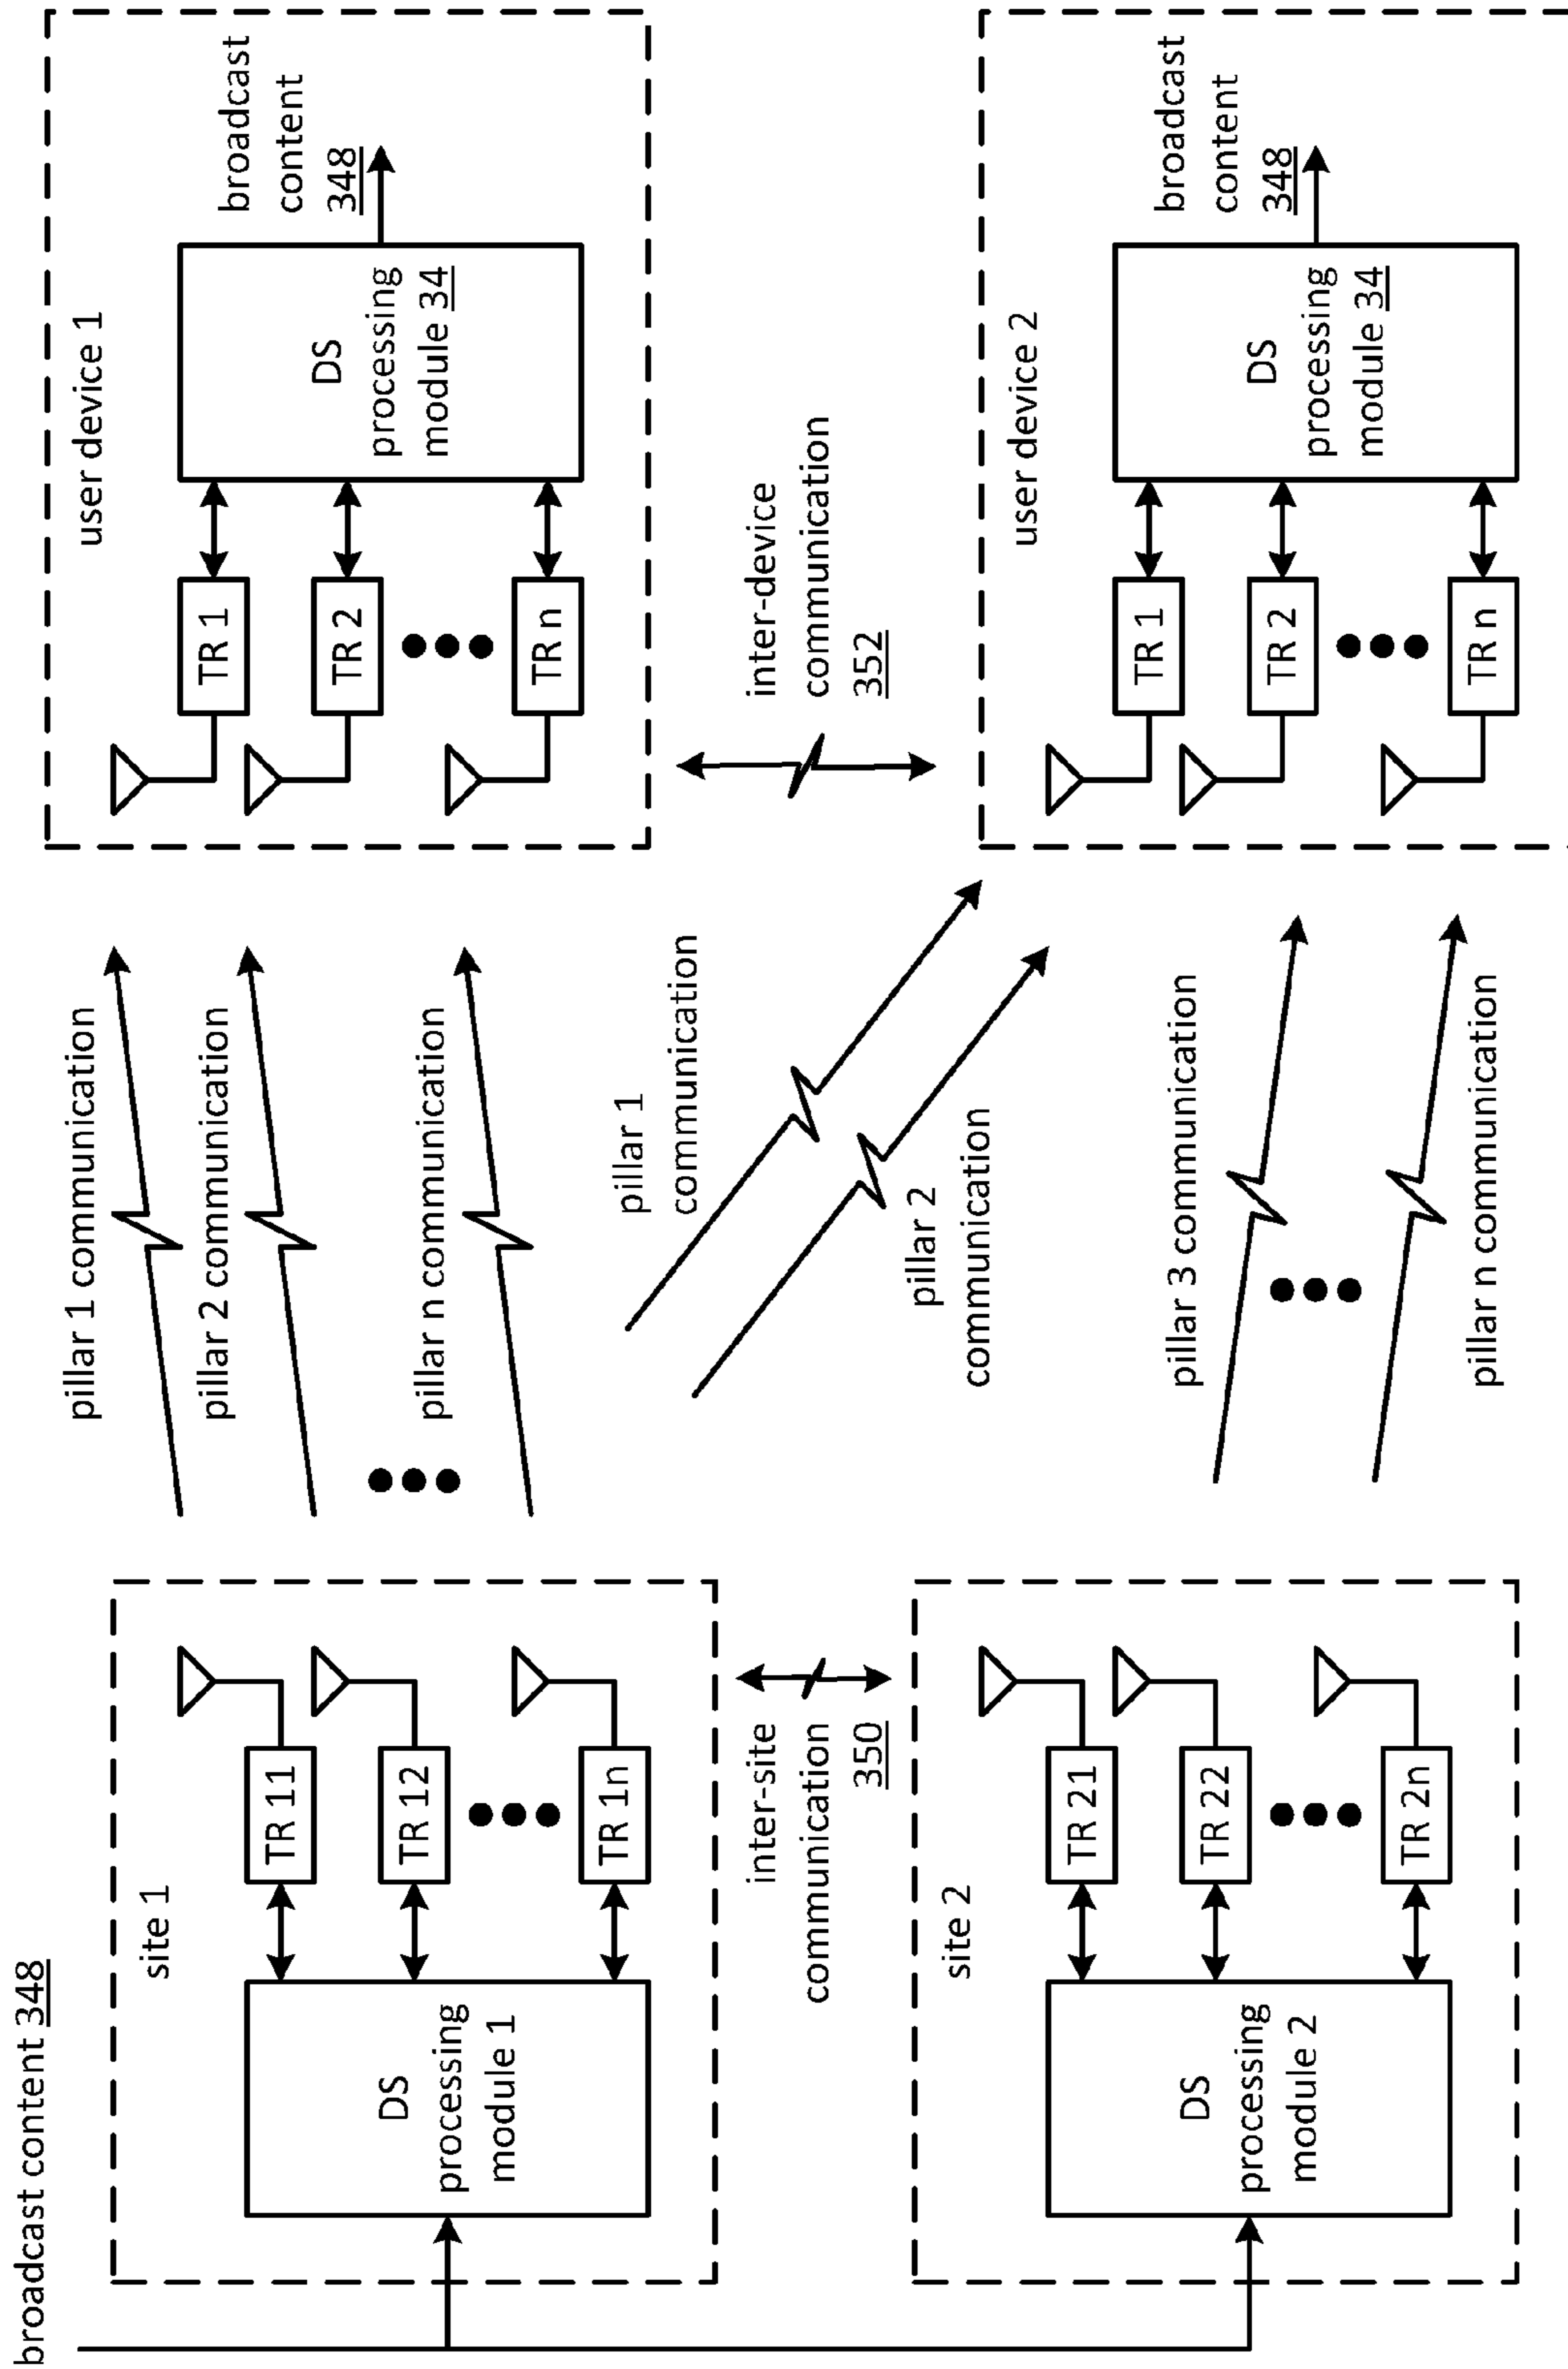 broadcast content 348
site 1
DS
processing
module 1
TR 11
TR 12
TR 1n
inter-site
communication
350
site 2
DS
processing
module 2
TR 21
TR 22
TR 2n
pillar 1 communication
pillar 2 communication
pillar n communication
pillar 1
communication
pillar 2
communication
pillar 3 communication
pillar n communication
user device 1
TR 1
TR 2
TR n
DS
processing
module 34
broadcast
content
348
inter-device
communication
352
user device 2
TR 1
TR 2
TR n
DS
processing
module 34
broadcast
content
348